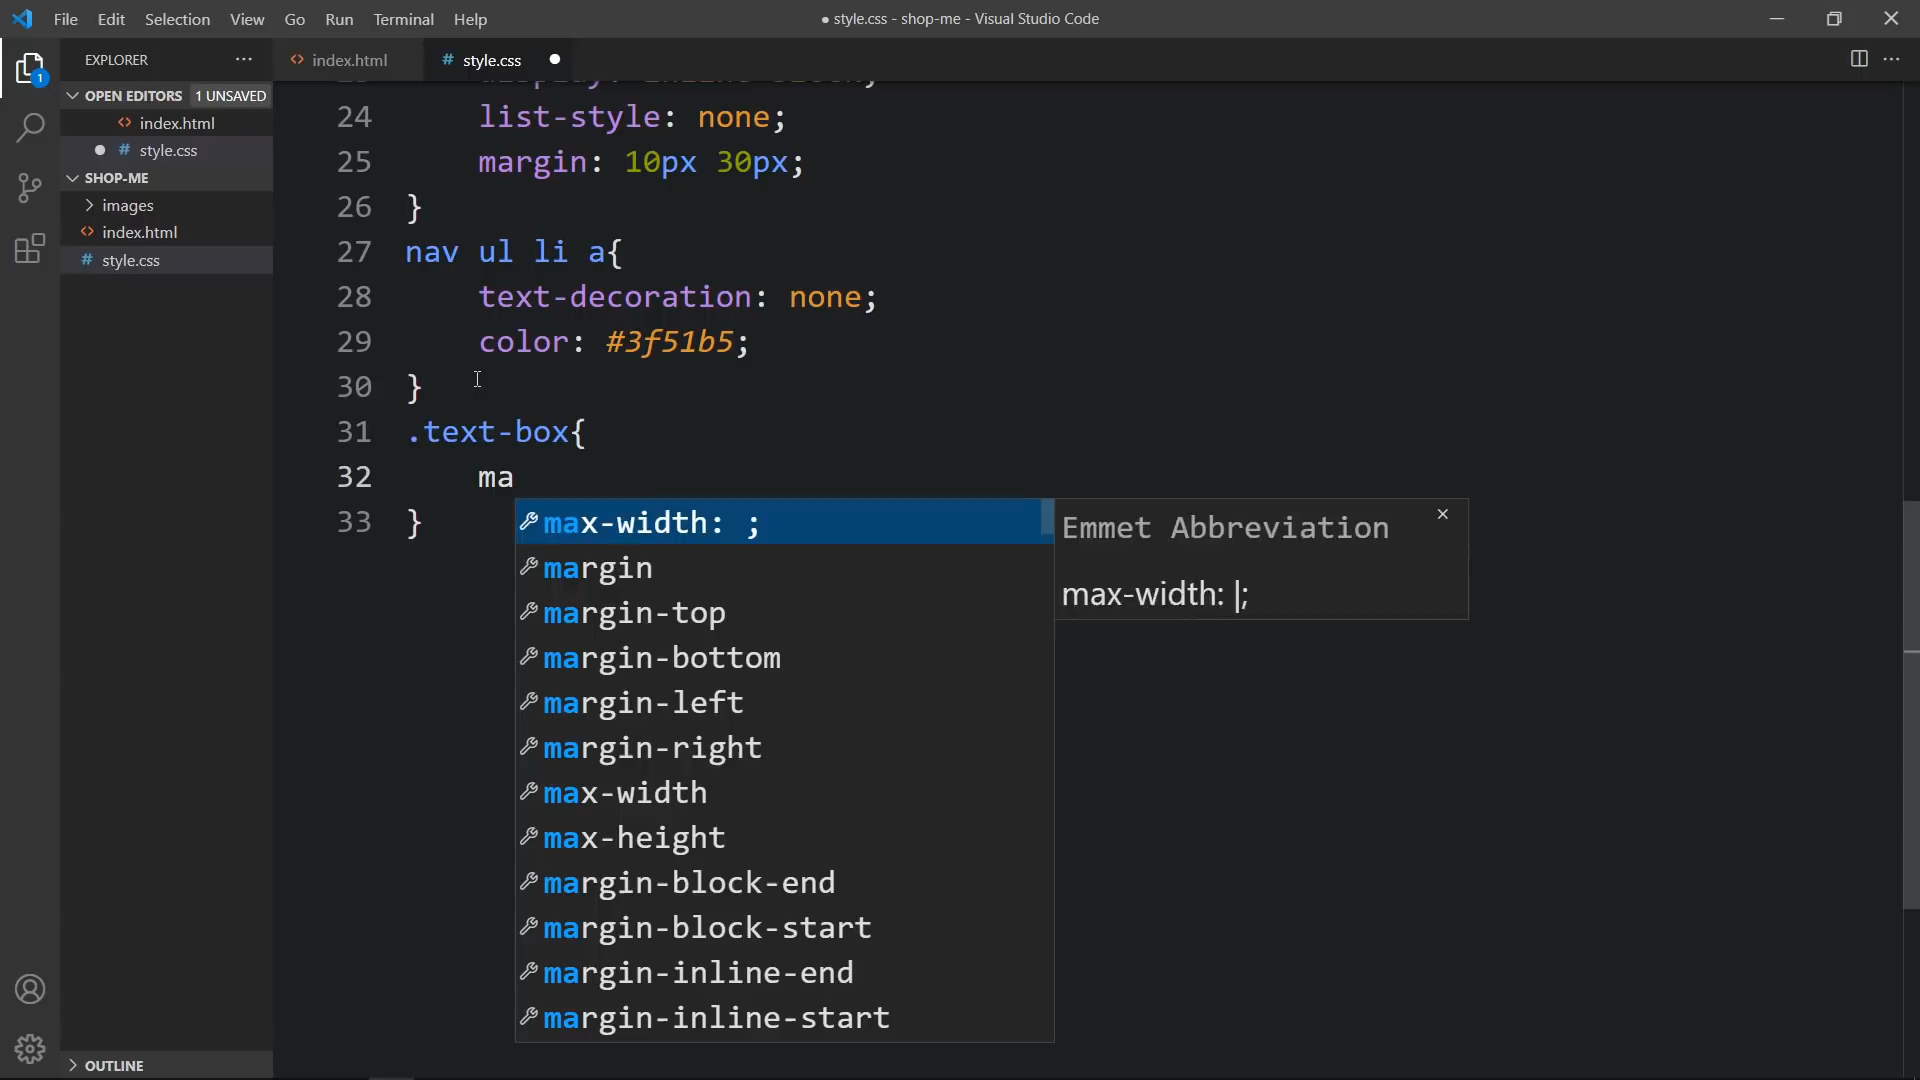 File Edit Selection View Go Run Terminal Help
● style.css - shop-me - Visual Studio Code
EXPLORER ···
<> index.html
# style.css ●
OPEN EDITORS 1 UNSAVED
<> index.html
● # style.css
SHOP-ME
> images
<> index.html
# style.css
OUTLINE
1
24 list-style: none;
25 margin: 10px 30px;
26 }
27 nav ul li a{
28 text-decoration: none;
29 color: #3f51b5;
30 }
31 .text-box{
32 ma
33 }
max-width: ;
margin
margin-top
margin-bottom
margin-left
margin-right
max-width
max-height
margin-block-end
margin-block-start
margin-inline-end
margin-inline-start
Emmet Abbreviation
max-width: |;